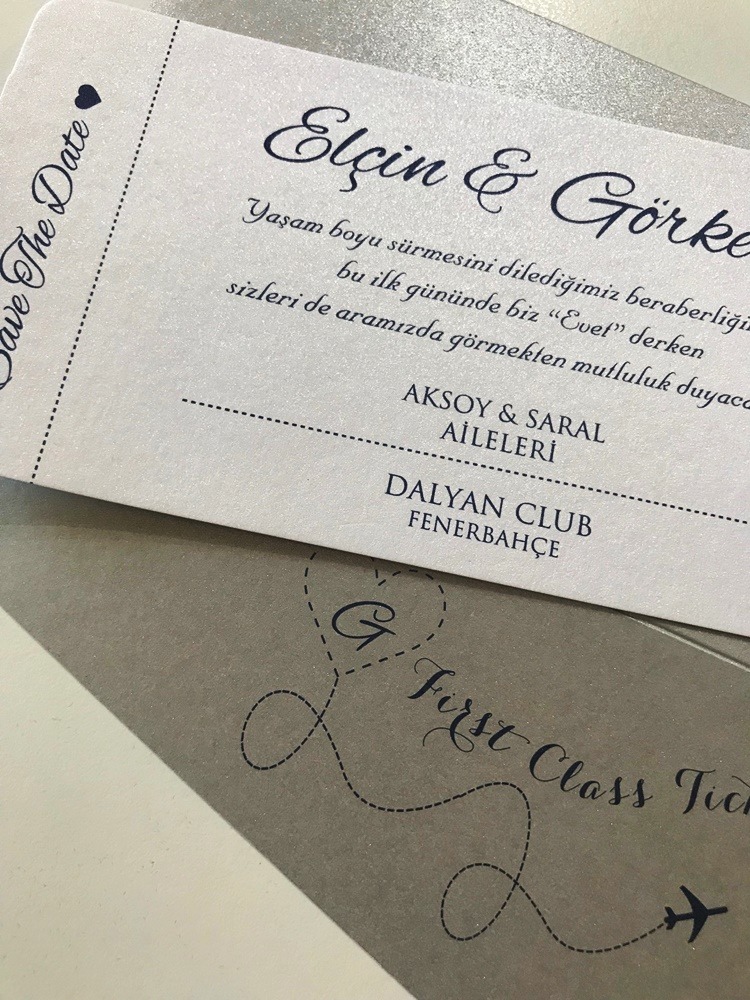 Save The Date
Elçin & Görke
Yaşam boyu sürmesini dilediğimiz beraberliği
bu ilk gününde biz “Evet” derken
sizleri de aramızda görmekten mutluluk duyaca
AKSOY & SARAL
AİLELERİ
DALYAN CLUB
FENERBAHÇE
G
First Class Tick